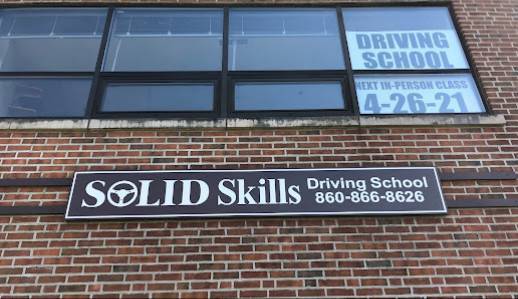 DRIVING
SCHOOL
NEXT IN-PERSON CLASS
4-26-21
SOLID Skills Driving School
860-866-8626